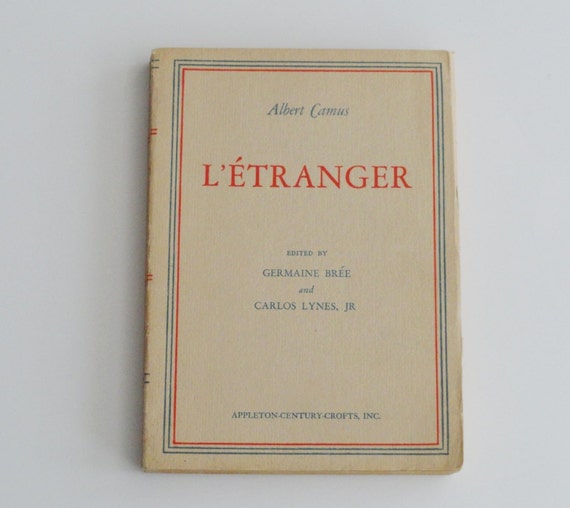 Albert Camus
L'ÉTRANGER
EDITED BY
GERMAINE BRÉE
and
CARLOS LYNES, JR
APPLETON-CENTURY-CROFTS, INC.